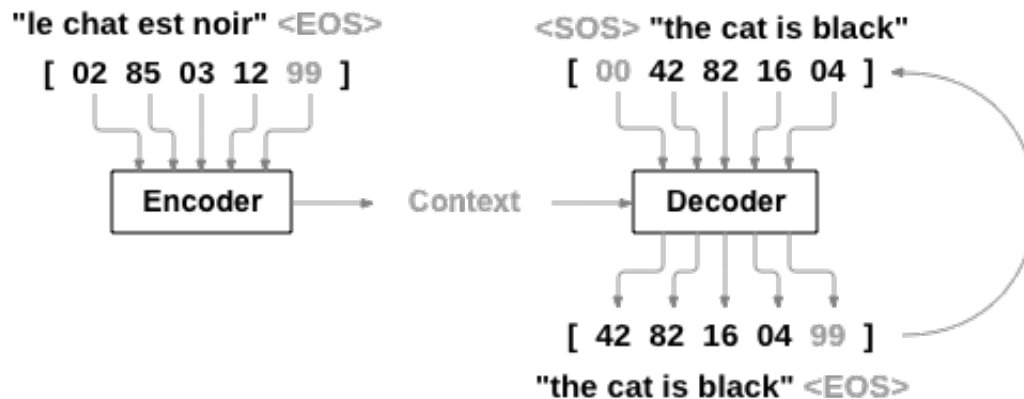 "le chat est noir" <EOS>
[ 02 85 03 12 99 ]
Encoder
Context
<SOS> "the cat is black"
[ 00 42 82 16 04 ]
Decoder
[ 42 82 16 04 99 ]
"the cat is black" <EOS>